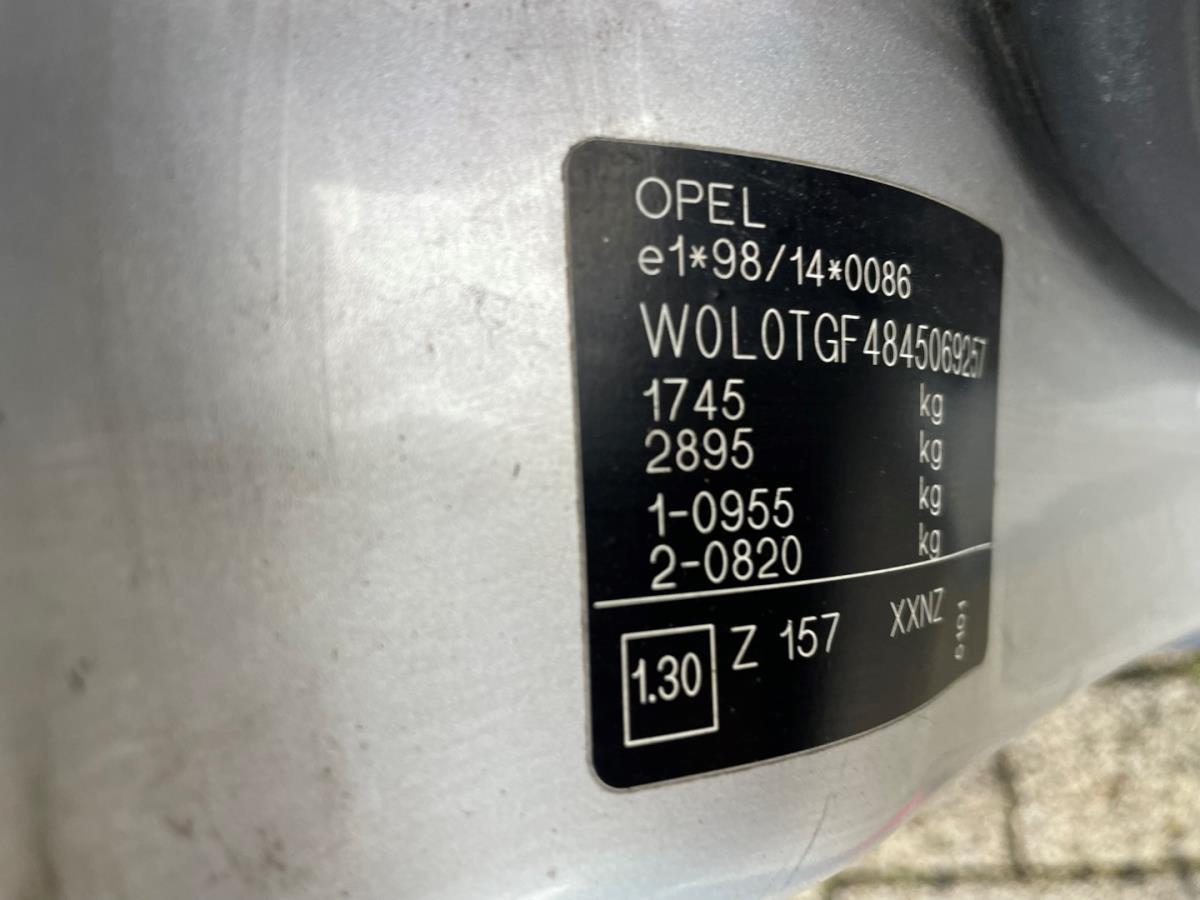 OPEL
e1*98/14*0086
W0L0TGF4845069257
1745 kg
2895 kg
1-0955 kg
2-0820 kg
1.30 Z 157 XXNZ